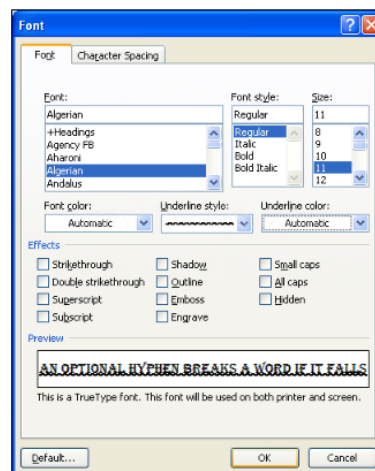 Font
Font Character Spacing
Font: Font style: Size:
Algerian Regular 11
+Headings Regular 8
Agency FB Italic 9
Aharoni Bold 10
Algerian Bold Italic 11
Andalus 12
Font color: Underline style: Underline color:
Automatic Automatic
Effects
Strikethrough Shadow Small caps
Double strikethrough Outline All caps
Superscript Emboss Hidden
Subscript Engrave
Preview
AN OPTIONAL HYPHEN BREAKS A WORD IF IT FALLS
This is a TrueType font. This font will be used on both printer and screen.
Default... OK Cancel